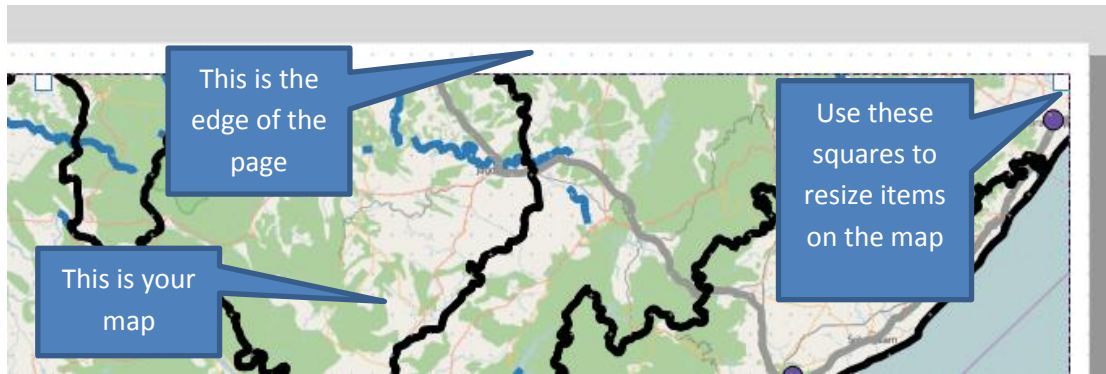 This is the
edge of the
page
Use these
squares to
resize items
on the map
This is your
map